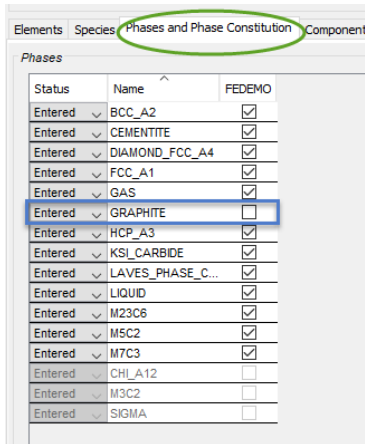 Elements Species Phases and Phase Constitution Component
Phases
Status Name FEDEMO
Entered BCC_A2
Entered CEMENTITE
Entered DIAMOND_FCC_A4
Entered FCC_A1
Entered GAS
Entered GRAPHITE
Entered HCP_A3
Entered KSI_CARBIDE
Entered LAVES_PHASE_C...
Entered LIQUID
Entered M23C6
Entered M5C2
Entered M7C3
Entered CHI_A12
Entered M3C2
Entered SIGMA